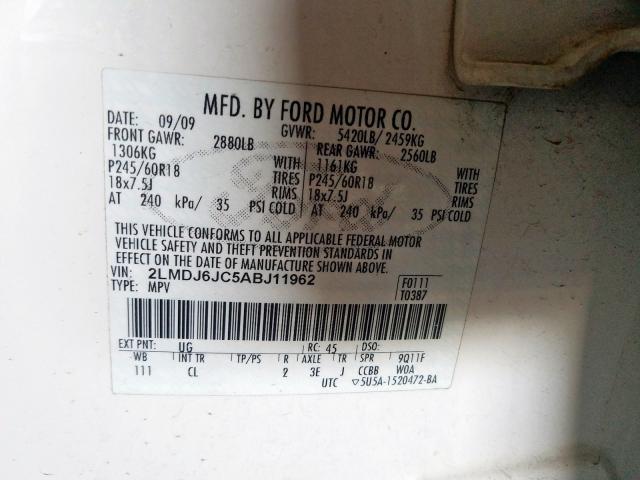 MFD. BY FORD MOTOR CO.
DATE: 09/09 GVWR: 5420LB/ 2459KG
FRONT GAWR: 2880LB REAR GAWR: 2560LB
1306KG WITH 1161KG WITH
P245/60R18 TIRES P245/60R18 TIRES
18x7.5J RIMS 18x7.5J RIMS
AT 240 kPa/ 35 PSI COLD AT 240 kPa/ 35 PSI COLD
THIS VEHICLE CONFORMS TO ALL APPLICABLE FEDERAL MOTOR
VEHICLE SAFETY AND THEFT PREVENTION STANDARDS IN
EFFECT ON THE DATE OF MANUFACTURE SHOWN ABOVE.
VIN: 2LMDJ6JC5ABJ11962 F0111
TYPE: MPV T0387
EXT PNT: UG RC: 45 DSO:
WB INT TR TP/PS R AXLE TR SPR 9Q11F
111 CL 2 3E J CCBB WOA
UTC ▽5U5A-1520472-BA